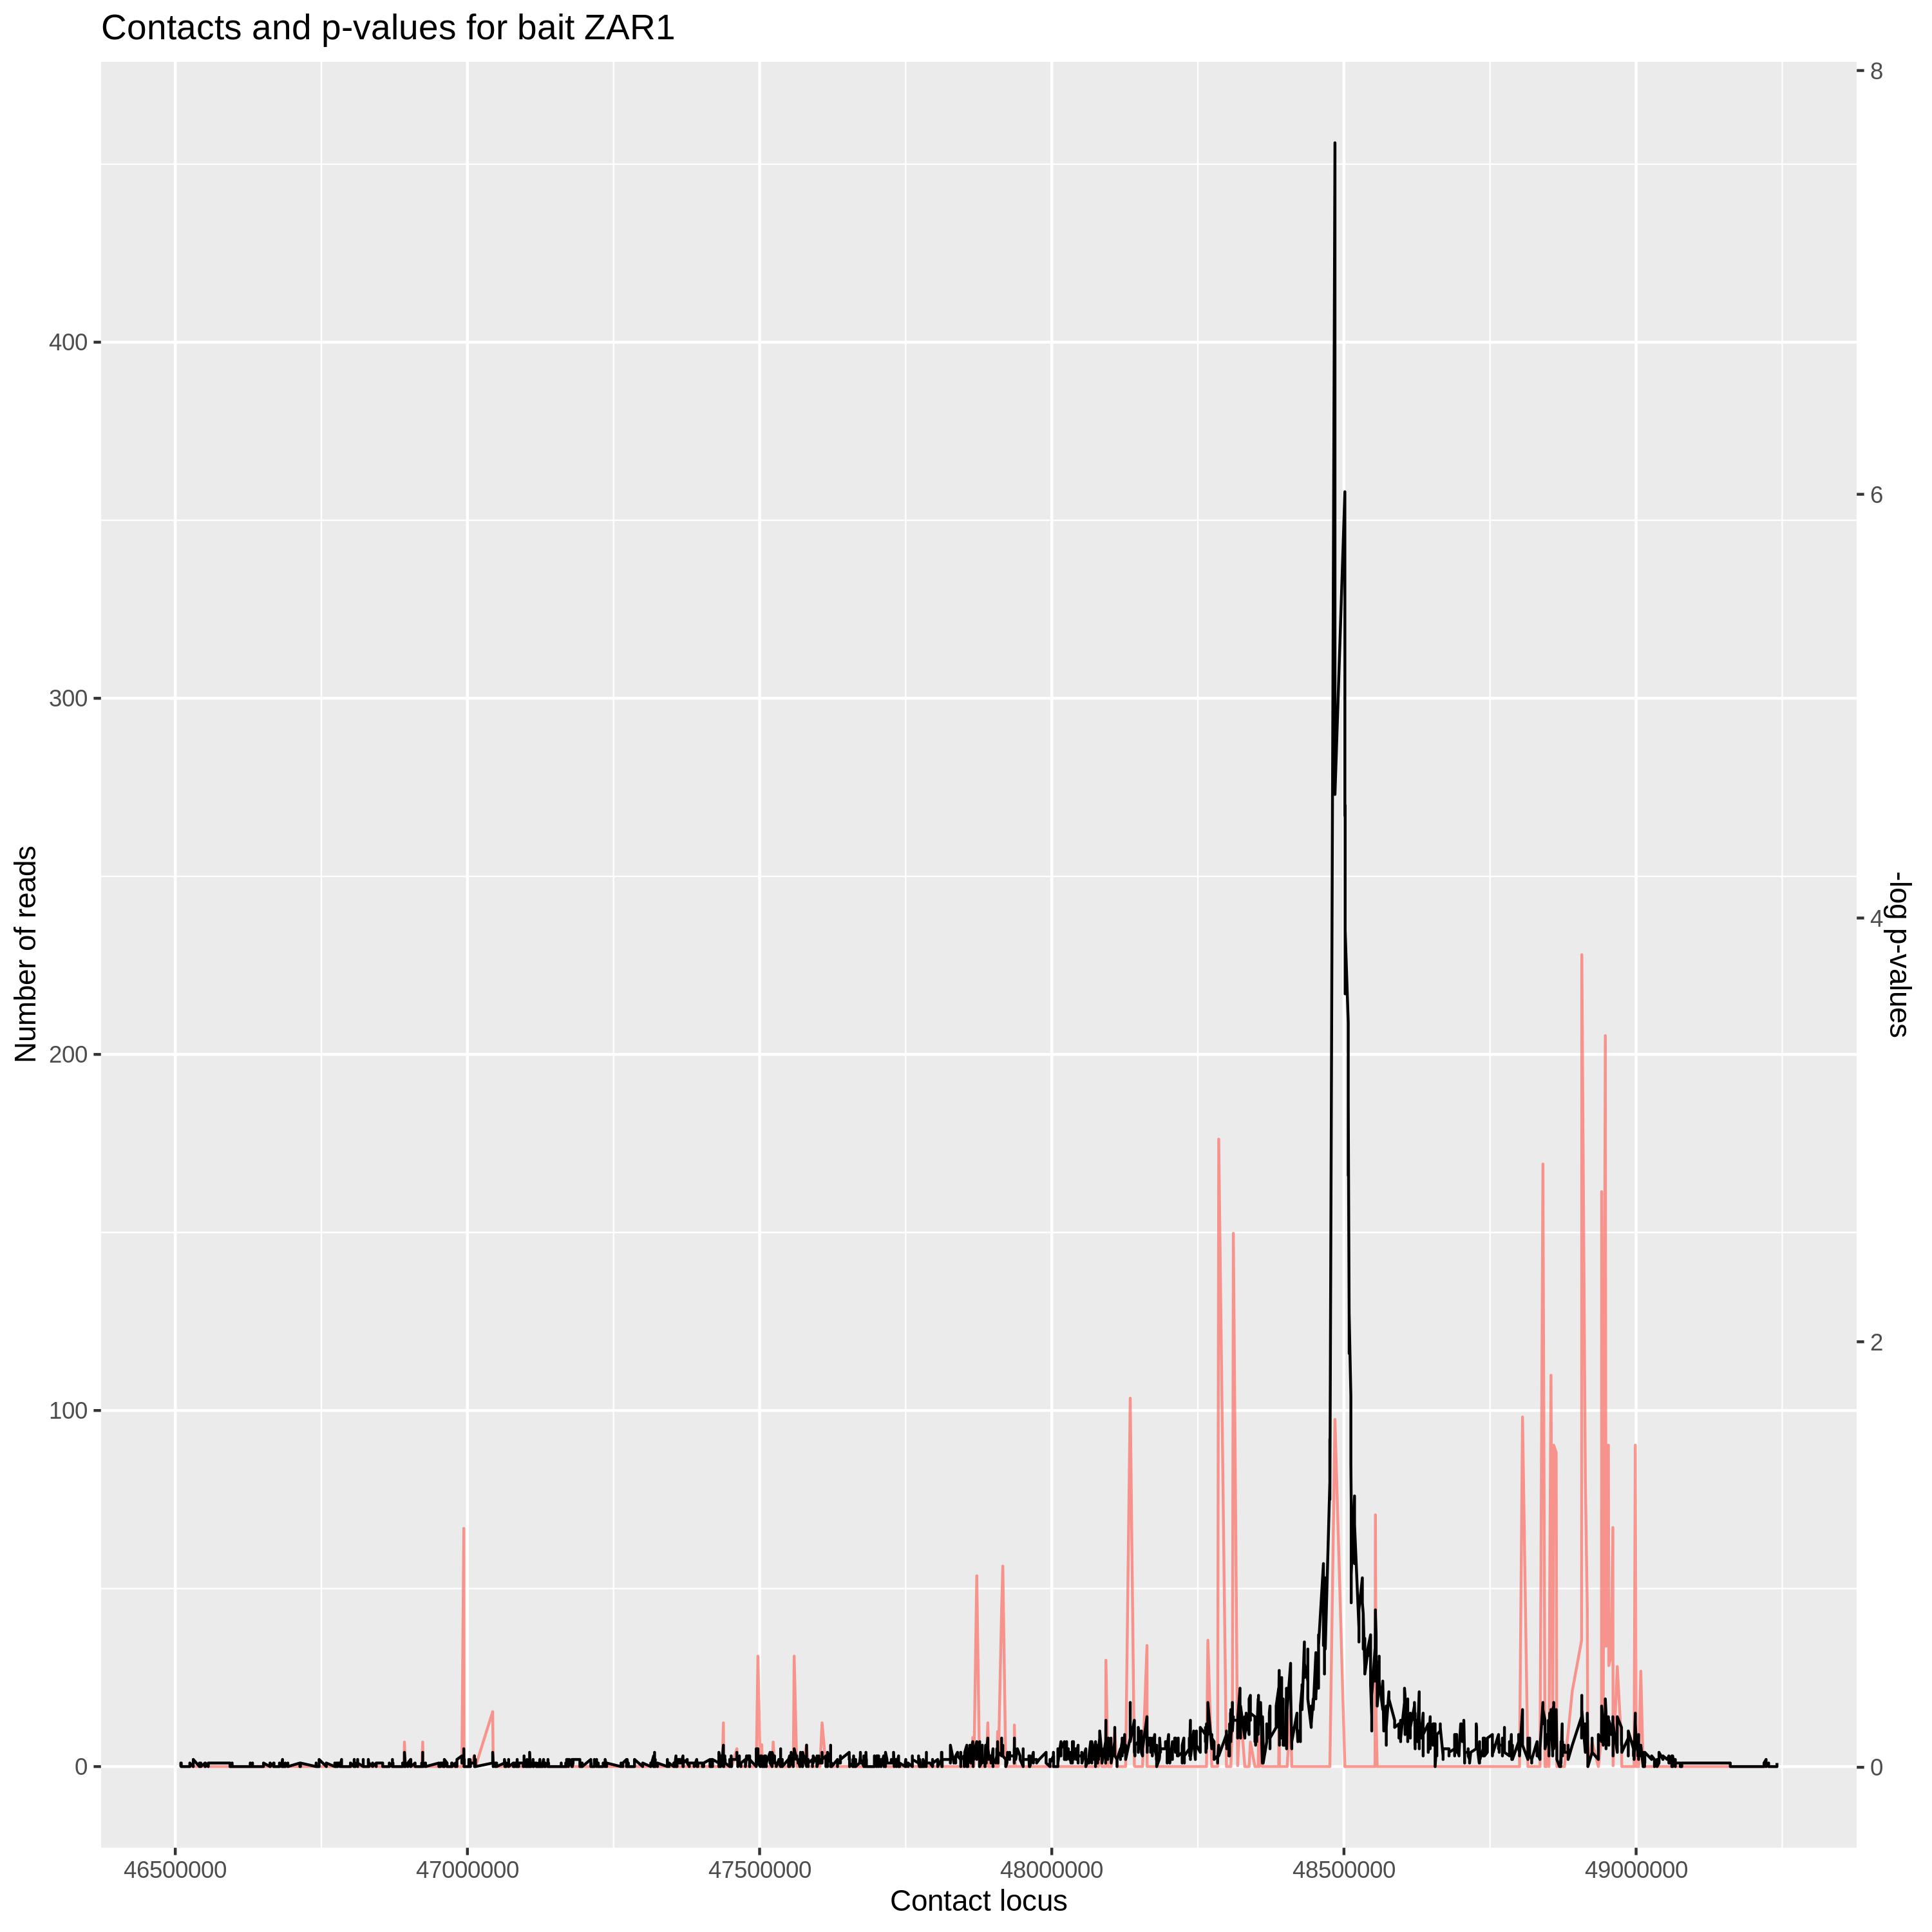 Contacts and p-values for bait ZAR1
Number of reads
400
300
200
100
0
8
6
4
2
0
-log p-values
46500000 47000000 47500000 48000000 48500000 49000000
Contact locus